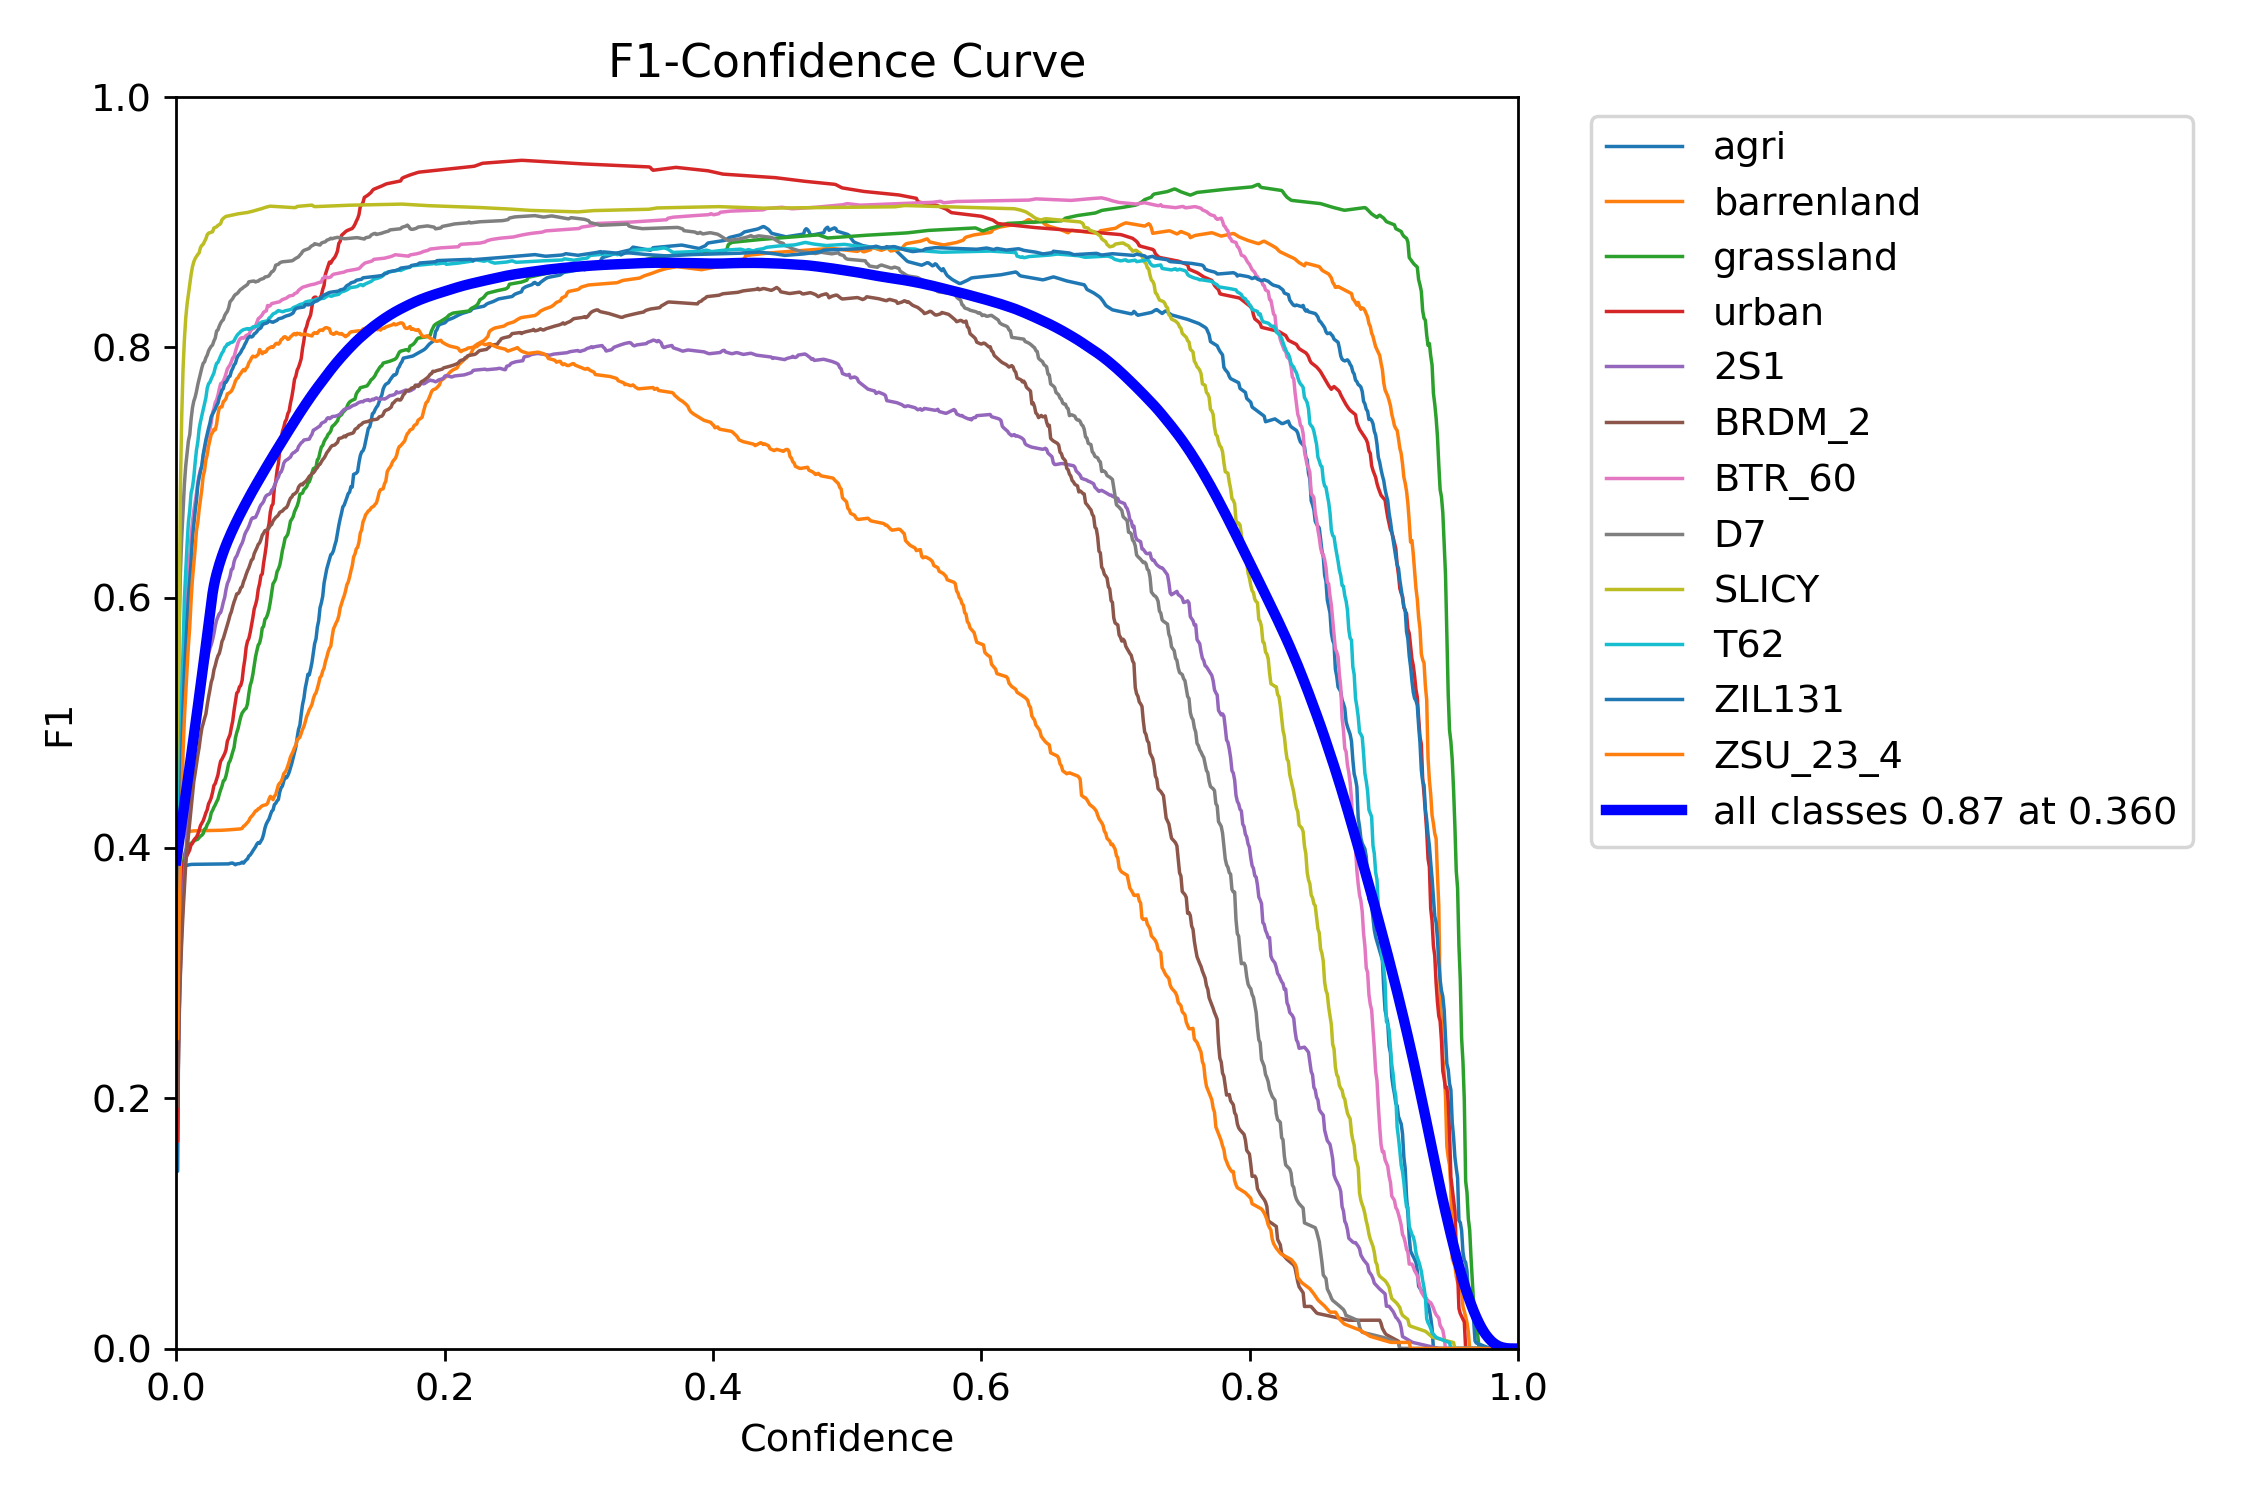 F1-Confidence Curve
1.0
0.8
0.6
0.4
0.2
0.0
F1
0.0 0.2 0.4 0.6 0.8 1.0
Confidence
agri
barrenland
grassland
urban
2S1
BRDM_2
BTR_60
D7
SLICY
T62
ZIL131
ZSU_23_4
all classes 0.87 at 0.360